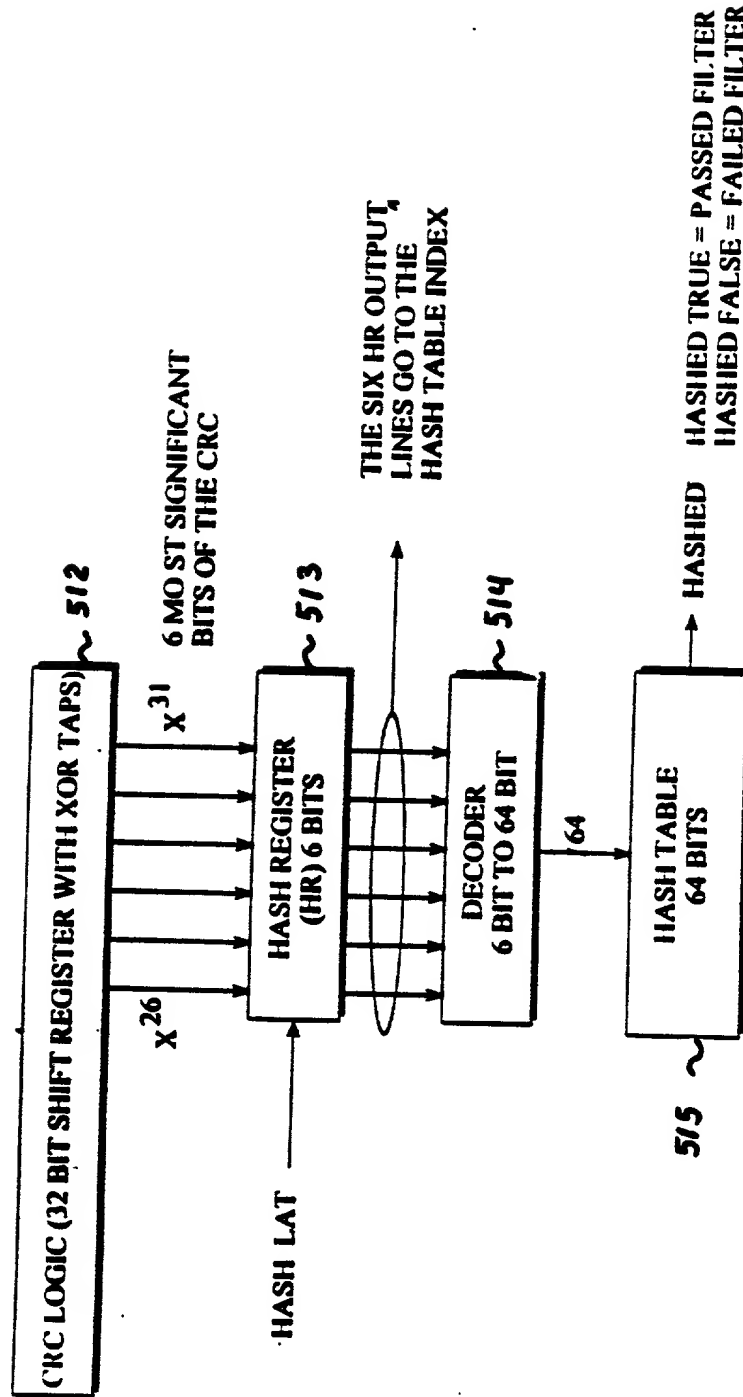 CRC LOGIC (32 BIT SHIFT REGISTER WITH XOR TAPS)
512
X26
X31
6 MOST SIGNIFICANT
BITS OF THE CRC
HASH LAT
HASH REGISTER
(HR) 6 BITS
513
THE SIX HR OUTPUT
LINES GO TO THE
HASH TABLE INDEX
DECODER
6 BIT TO 64 BIT
514
64
HASH TABLE
64 BITS
515
HASHED
HASHED TRUE = PASSED FILTER
HASHED FALSE = FAILED FILTER